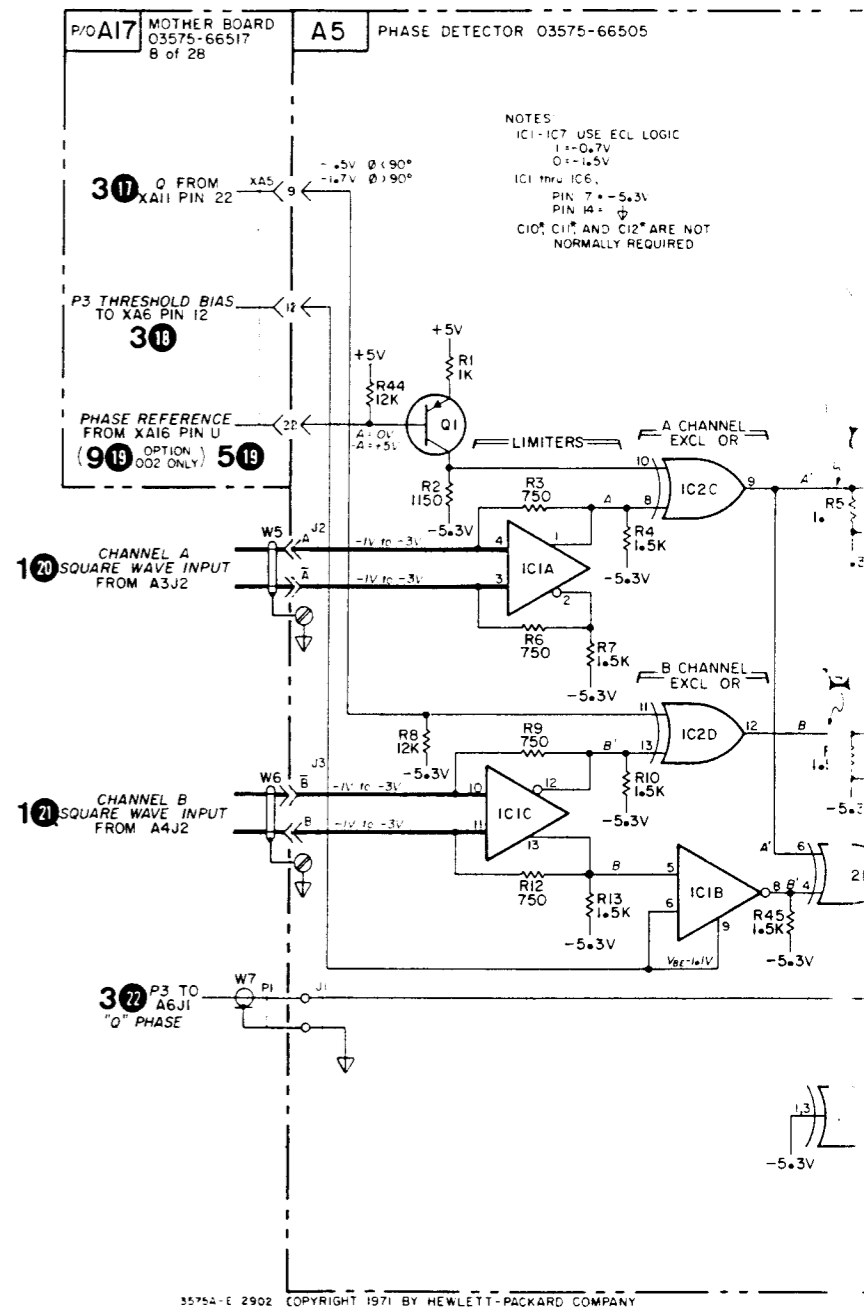 P/O A17
MOTHER BOARD
03575-66517
8 of 28
A5
PHASE DETECTOR 03575-66505
NOTES
IC1-IC7 USE ECL LOGIC
1=-0.7V
0=-1.5V
IC1 thru IC6,
PIN 7 = -5.3V
PIN 14 =
C10*, C11*, AND C12* ARE NOT
NORMALLY REQUIRED
3 17 Q FROM
XA11 PIN 22
XA5
9
-.5V Ø<90°
-1.7V Ø>90°
P3 THRESHOLD BIAS
TO XA6 PIN 12
3 18
12
+5V
R44
12K
+5V
R1
1K
Q1
PHASE REFERENCE
FROM XA16 PIN U
(9 19 OPTION 002 ONLY) 5 19
22
A=0V
-A=+5V
R2
1150
-5.3V
LIMITERS
A CHANNEL
EXCL OR
10
8
IC2C
9
A'
R5
1.
R3
750
A
R4
1.5K
-5.3V
1 20
CHANNEL A
SQUARE WAVE INPUT
FROM A3J2
W5
J2
A
-1V to -3V
4
1
IC1A
Ā
-1V to -3V
3
2
R6
750
R7
1.5K
-5.3V
B CHANNEL
EXCL OR
11
13
IC2D
12
B
1.
-5.3
R8
12K
-5.3V
R9
750
B'
R10
1.5K
-5.3V
1 21
CHANNEL B
SQUARE WAVE INPUT
FROM A4J2
W6
J3
B̄
-1V to -3V
10
12
IC1C
B
-1V to -3V
11
13
R12
750
B
R13
1.5K
-5.3V
5
6
IC1B
8
9
B'
R45
1.5K
-5.3V
A'
6
4
2
VBE-1.1V
3 22
P3 TO
A6J1
"Q" PHASE
W7
P1
J1
1,3
-5.3V
3575A-E 2902 COPYRIGHT 1971 BY HEWLETT-PACKARD COMPANY